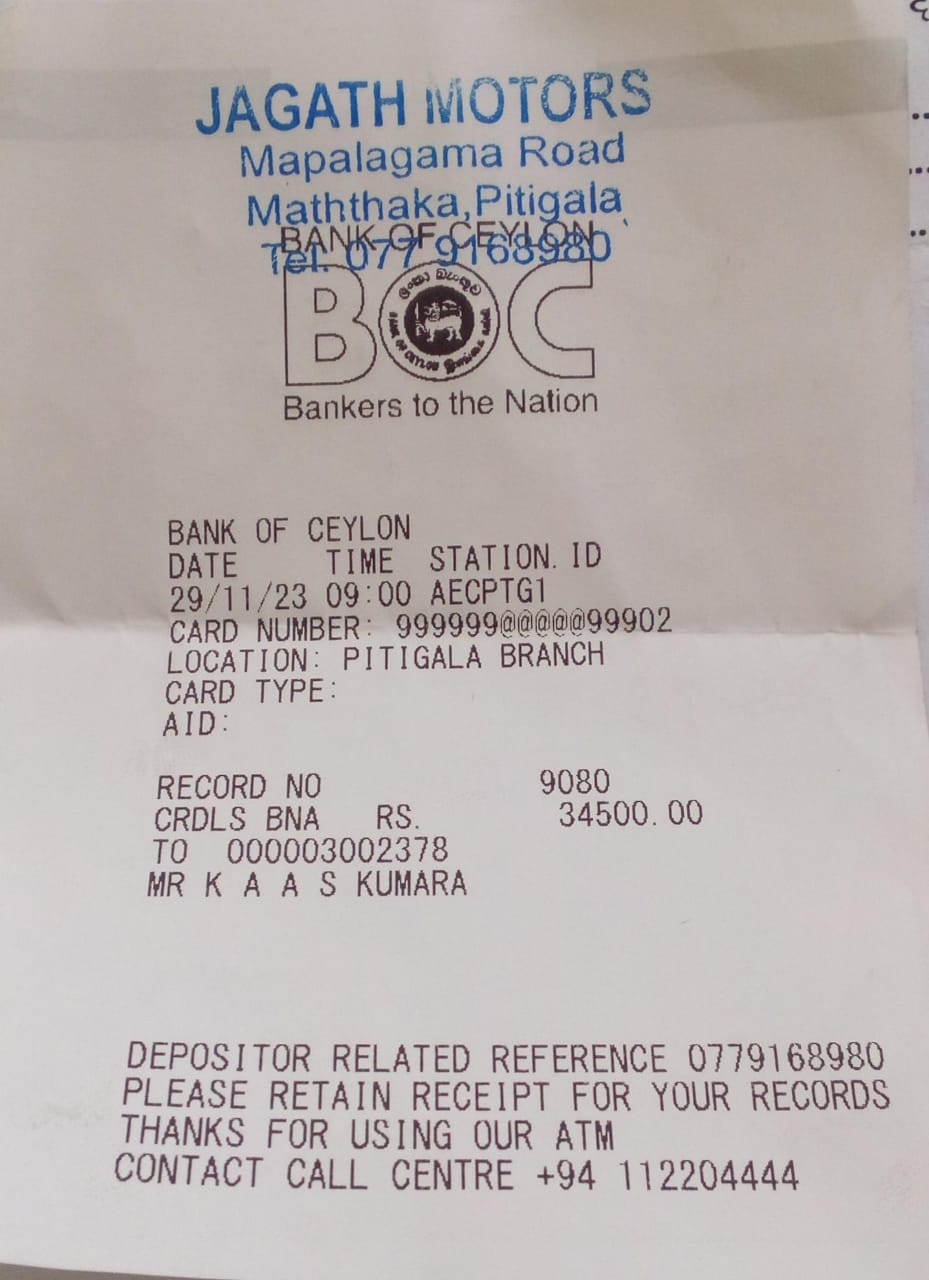 JAGATH MOTORS
Mapalagama Road
Maththaka,Pitigala
BANK OF CEYLON
Tel: 077 9168980
BOC
ලංකා බැංකුව
BANK OF CEYLON
Bankers to the Nation
BANK OF CEYLON
DATE TIME STATION.ID
29/11/23 09:00 AECPTG1
CARD NUMBER: 999999@@@@@99902
LOCATION: PITIGALA BRANCH
CARD TYPE:
AID:
RECORD NO 9080
CRDLS BNA RS. 34500.00
TO 000003002378
MR K A A S KUMARA
DEPOSITOR RELATED REFERENCE 0779168980
PLEASE RETAIN RECEIPT FOR YOUR RECORDS
THANKS FOR USING OUR ATM
CONTACT CALL CENTRE +94 112204444